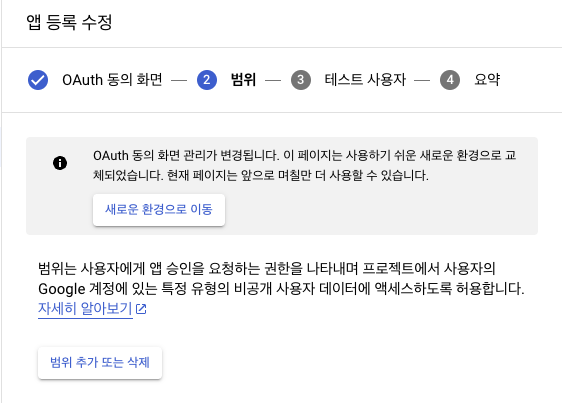 앱 등록 수정
OAuth 동의 화면 — 2 범위 — 3 테스트 사용자 — 4 요약
OAuth 동의 화면 관리가 변경됩니다. 이 페이지는 사용하기 쉬운 새로운 환경으로 교
체되었습니다. 현재 페이지는 앞으로 며칠만 더 사용할 수 있습니다.
새로운 환경으로 이동
범위는 사용자에게 앱 승인을 요청하는 권한을 나타내며 프로젝트에서 사용자의
Google 계정에 있는 특정 유형의 비공개 사용자 데이터에 액세스하도록 허용합니다.
자세히 알아보기
범위 추가 또는 삭제